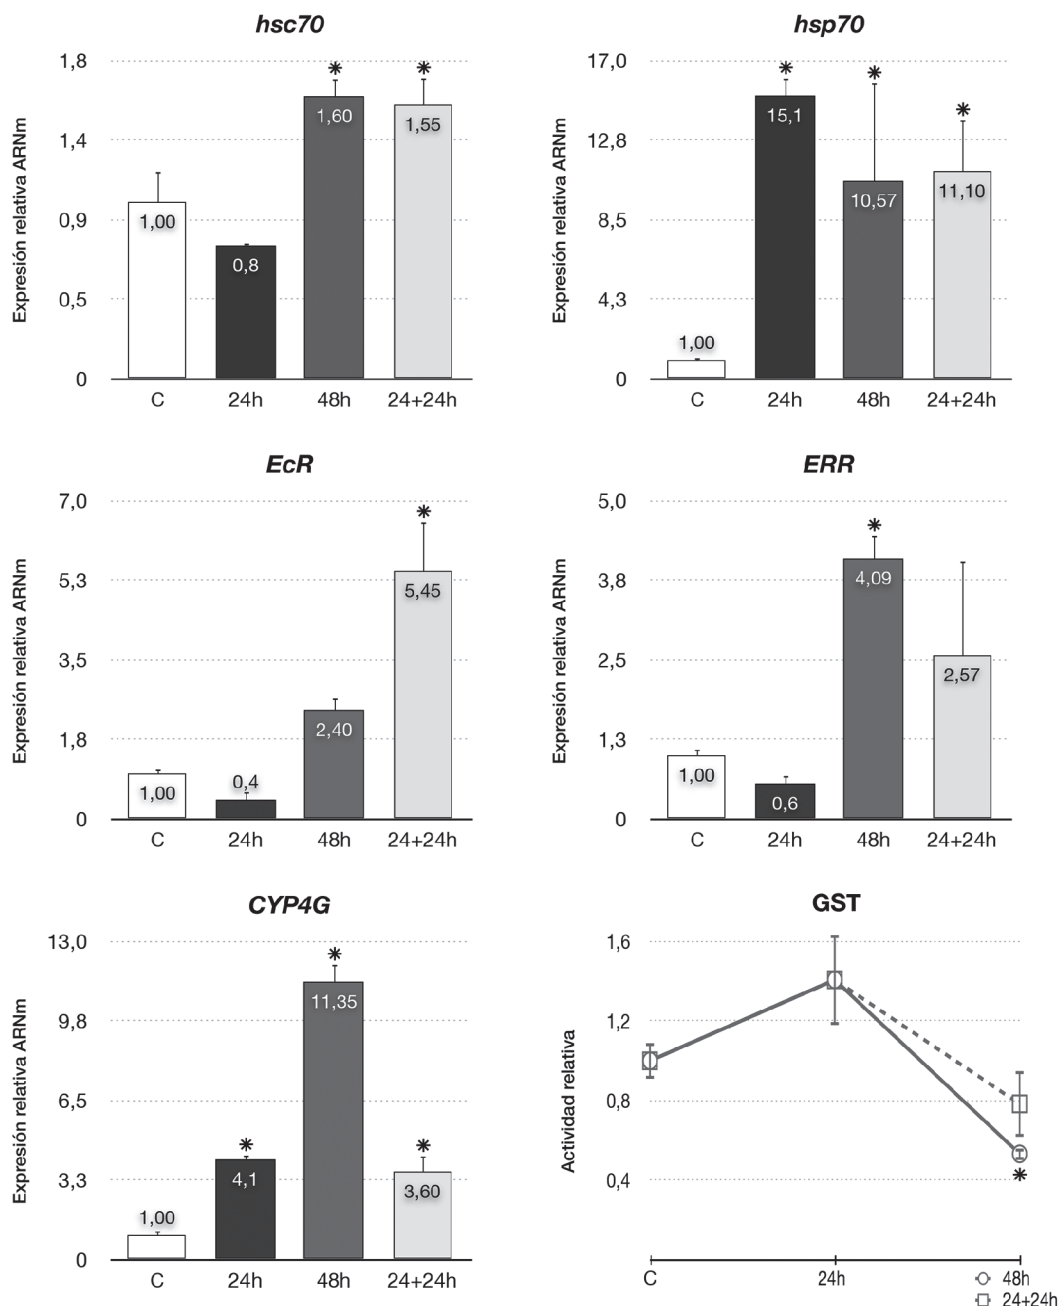 hsc70
Expresión relativa ARNm
1,8
1,4
0,9
0,5
0
1,00
0,8
1,60
1,55
*
*
C
24h
48h
24+24h
hsp70
Expresión relativa ARNm
17,0
12,8
8,5
4,3
0
1,00
15,1
10,57
11,10
*
*
*
C
24h
48h
24+24h
EcR
Expresión relativa ARNm
7,0
5,3
3,5
1,8
0
1,00
0,4
2,40
5,45
*
C
24h
48h
24+24h
ERR
Expresión relativa ARNm
5,0
3,8
2,5
1,3
0
1,00
0,6
4,09
2,57
*
C
24h
48h
24+24h
CYP4G
Expresión relativa ARNm
13,0
9,8
6,5
3,3
0
1,00
4,1
11,35
3,60
*
*
*
C
24h
48h
24+24h
GST
Actividad relativa
1,6
1,2
0,8
0,4
*
C
24h
48h
24+24h